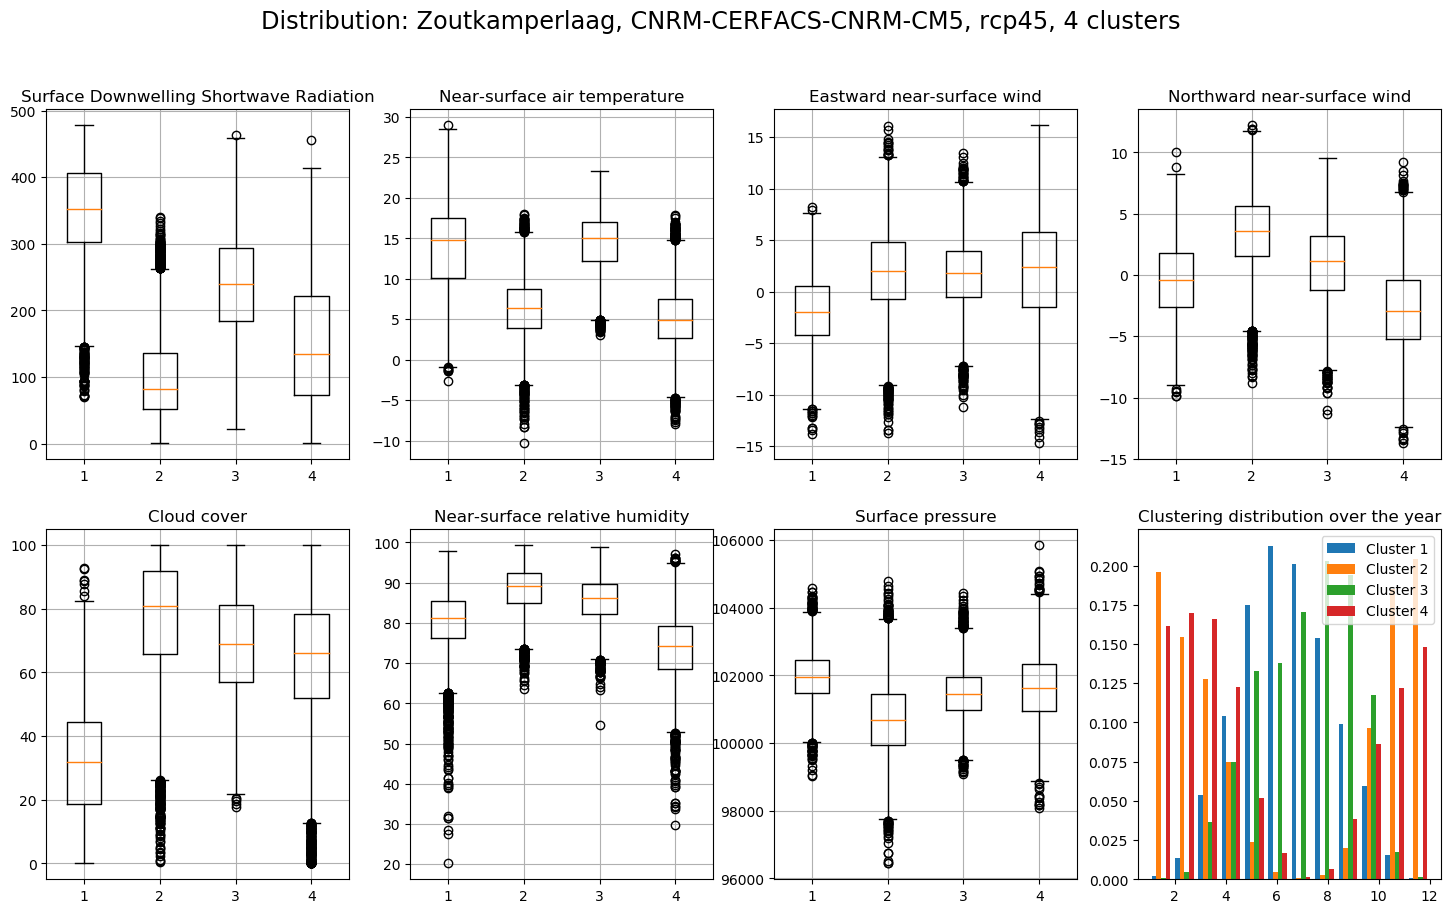 Distribution: Zoutkamperlaag, CNRM-CERFACS-CNRM-CM5, rcp45, 4 clusters
Surface Downwelling Shortwave Radiation
500
400
300
200
100
0
1 2 3 4
Near-surface air temperature
30
25
20
15
10
5
0
−5
−10
1 2 3 4
Eastward near-surface wind
15
10
5
0
−5
−10
−15
1 2 3 4
Northward near-surface wind
10
5
0
−5
−10
−15
1 2 3 4
Cloud cover
100
80
60
40
20
0
1 2 3 4
Near-surface relative humidity
100
90
80
70
60
50
40
30
20
1 2 3 4
Surface pressure
106000
104000
102000
100000
98000
96000
1 2 3 4
Clustering distribution over the year
Cluster 1
Cluster 2
Cluster 3
Cluster 4
0.200
0.175
0.150
0.125
0.100
0.075
0.050
0.025
0.000
2 4 6 8 10 12